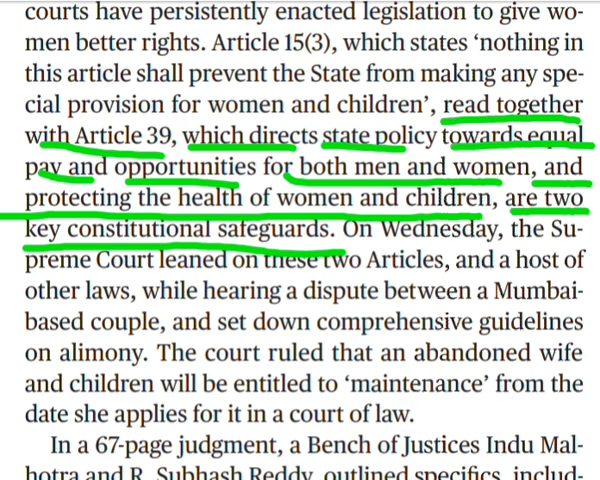 courts have persistently enacted legislation to give wo-
men better rights. Article 15(3), which states ‘nothing in
this article shall prevent the State from making any spe-
cial provision for women and children’, read together
with Article 39, which directs state policy towards equal
pay and opportunities for both men and women, and
protecting the health of women and children, are two
key constitutional safeguards. On Wednesday, the Su-
preme Court leaned on these two Articles, and a host of
other laws, while hearing a dispute between a Mumbai-
based couple, and set down comprehensive guidelines
on alimony. The court ruled that an abandoned wife
and children will be entitled to ‘maintenance’ from the
date she applies for it in a court of law.
In a 67-page judgment, a Bench of Justices Indu Mal-
hotra and R. Subhash Reddy, outlined specifics, includ-